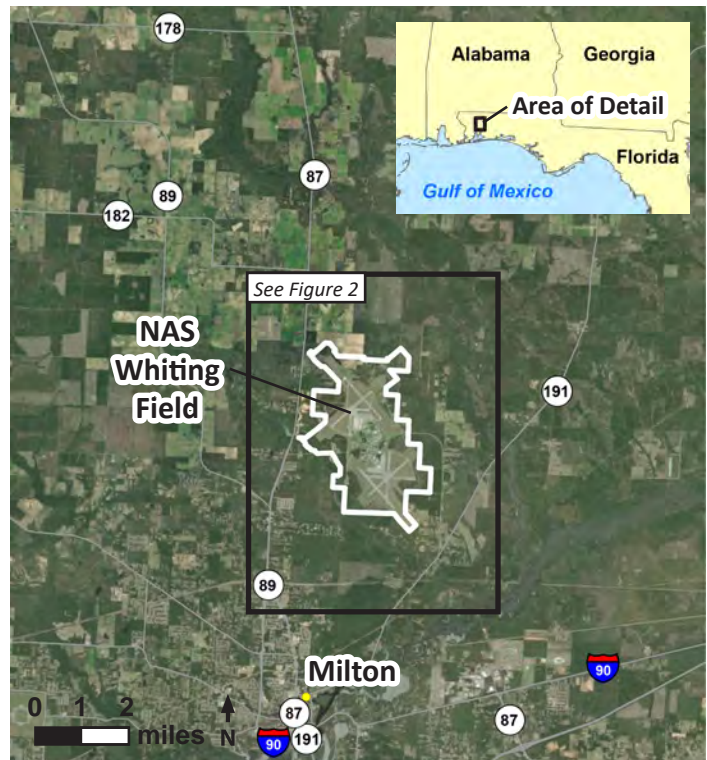 178
Alabama
Georgia
Area of Detail
Florida
Gulf of Mexico
87
89
182
See Figure 2
NAS
Whiting
Field
191
89
Milton
90
87
87
90
191
0 1 2
miles
N